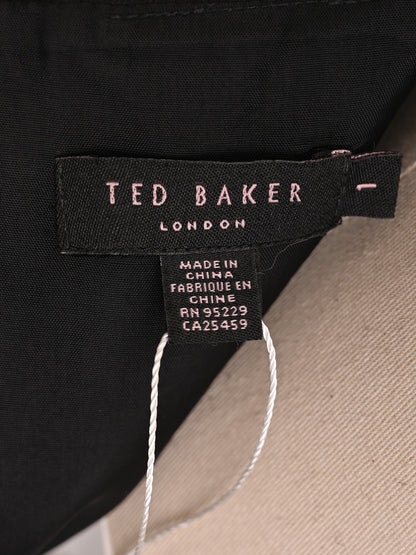 TED BAKER
LONDON
1
MADE IN
CHINA
FABRIQUE EN
CHINE
RN 95229
CA25459